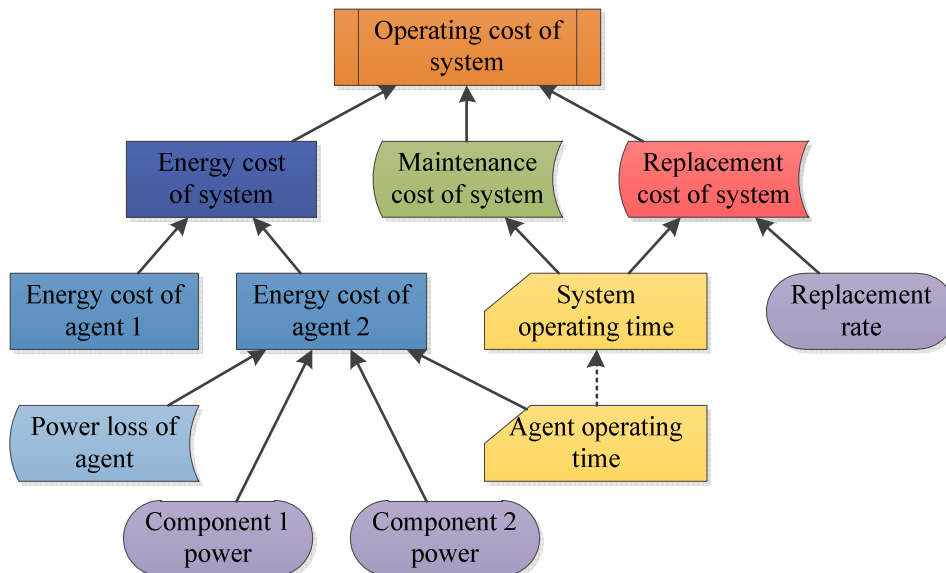 Operating cost of
system
Energy cost
of system
Maintenance
cost of system
Replacement
cost of system
Energy cost of
agent 1
Energy cost of
agent 2
System
operating time
Replacement
rate
Power loss of
agent
Agent operating
time
Component 1
power
Component 2
power